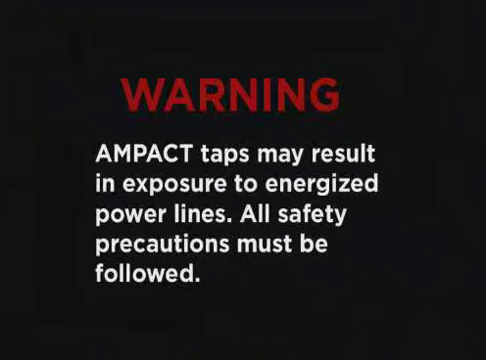 WARNING
AMPACT taps may result
in exposure to energized
power lines. All safety
precautions must be
followed.